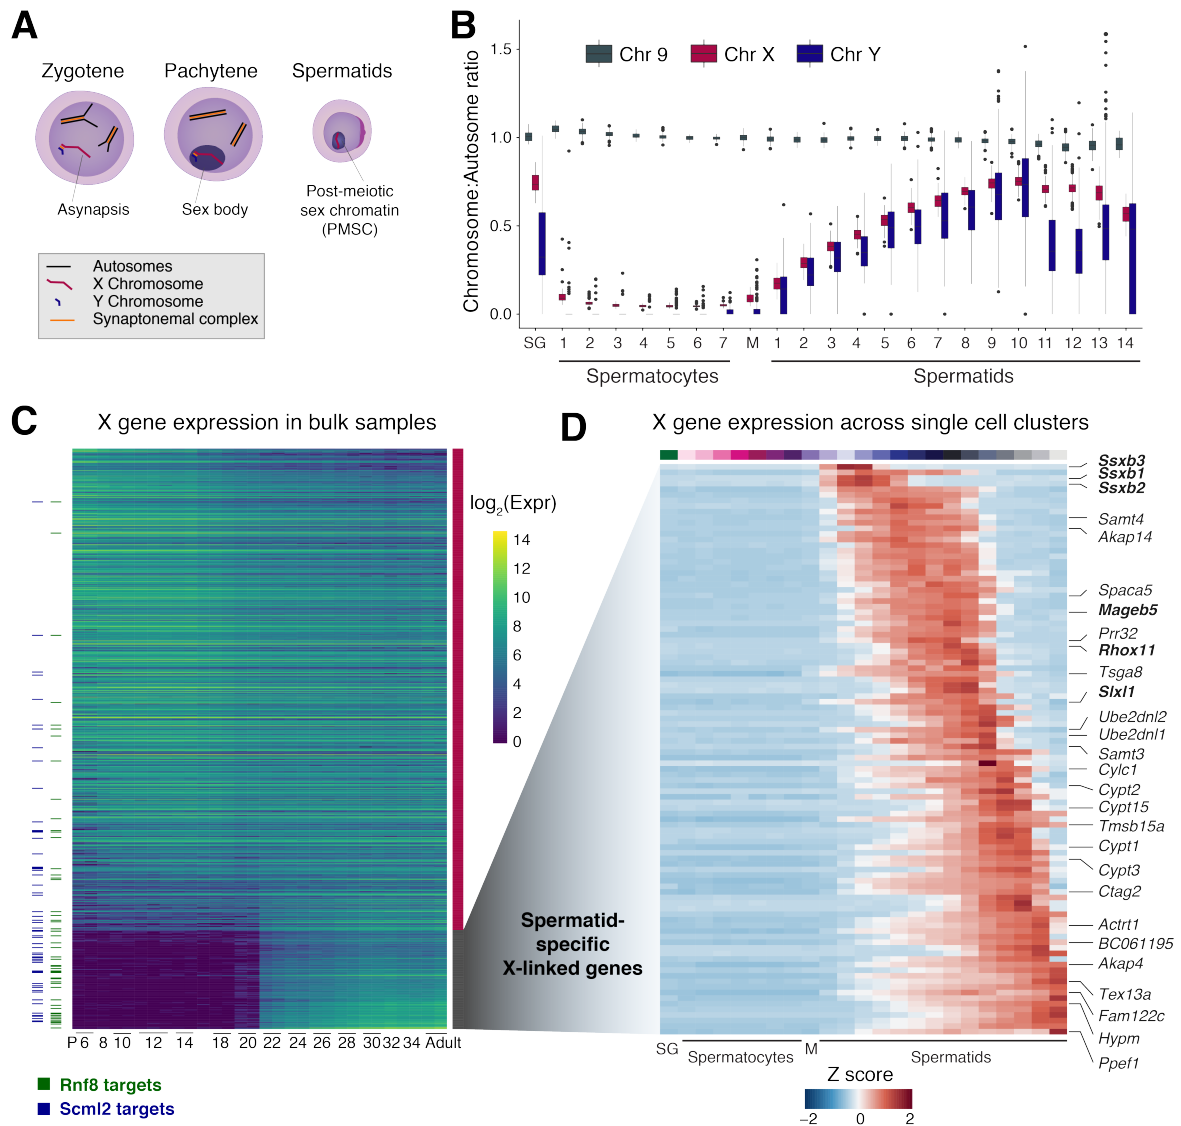 A
Zygotene
Pachytene
Spermatids
Asynapsis
Sex body
Post-meiotic
sex chromatin
(PMSC)
Autosomes
X Chromosome
Y Chromosome
Synaptonemal complex
B
Chromosome:Autosome ratio
1.5
1.0
0.5
0.0
Chr 9
Chr X
Chr Y
SG 1 2 3 4 5 6 7 M 1 2 3 4 5 6 7 8 9 10 11 12 13 14
Spermatocytes
Spermatids
C
X gene expression in bulk samples
log2(Expr)
14
12
10
8
6
4
2
0
P 6 8 10 12 14 18 20 22 24 26 28 30 32 34 Adult
Rnf8 targets
Scml2 targets
Spermatid-
specific
X-linked genes
D
X gene expression across single cell clusters
Ssxb3
Ssxb1
Ssxb2
Samt4
Akap14
Spaca5
Mageb5
Prr32
Rhox11
Tsga8
Slxl1
Ube2dnl2
Ube2dnl1
Samt3
Cylc1
Cypt2
Cypt15
Tmsb15a
Cypt1
Cypt3
Ctag2
Actrt1
BC061195
Akap4
Tex13a
Fam122c
Hypm
Ppef1
SG
Spermatocytes
M
Spermatids
Z score
−2 0 2